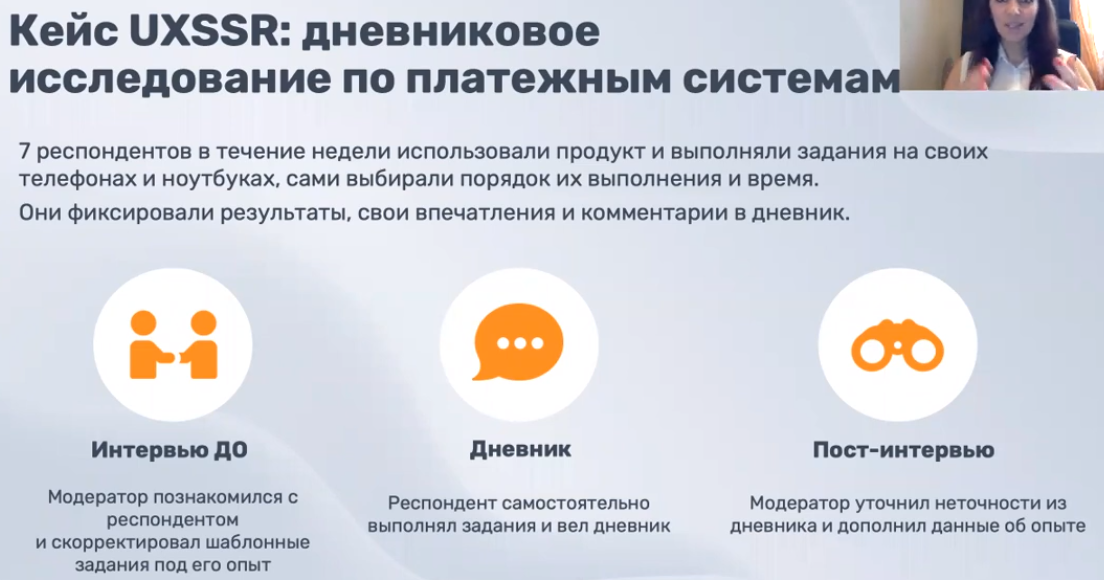 Кейс UXSSR: дневниковое
исследование по платежным системам
7 респондентов в течение недели использовали продукт и выполняли задания на своих
телефонах и ноутбуках, сами выбирали порядок их выполнения и время.
Они фиксировали результаты, свои впечатления и комментарии в дневник.
Интервью ДО
Модератор познакомился с
респондентом
и скорректировал шаблонные
задания под его опыт
Дневник
Респондент самостоятельно
выполнял задания и вел дневник
Пост-интервью
Модератор уточнил неточности из
дневника и дополнил данные об опыте